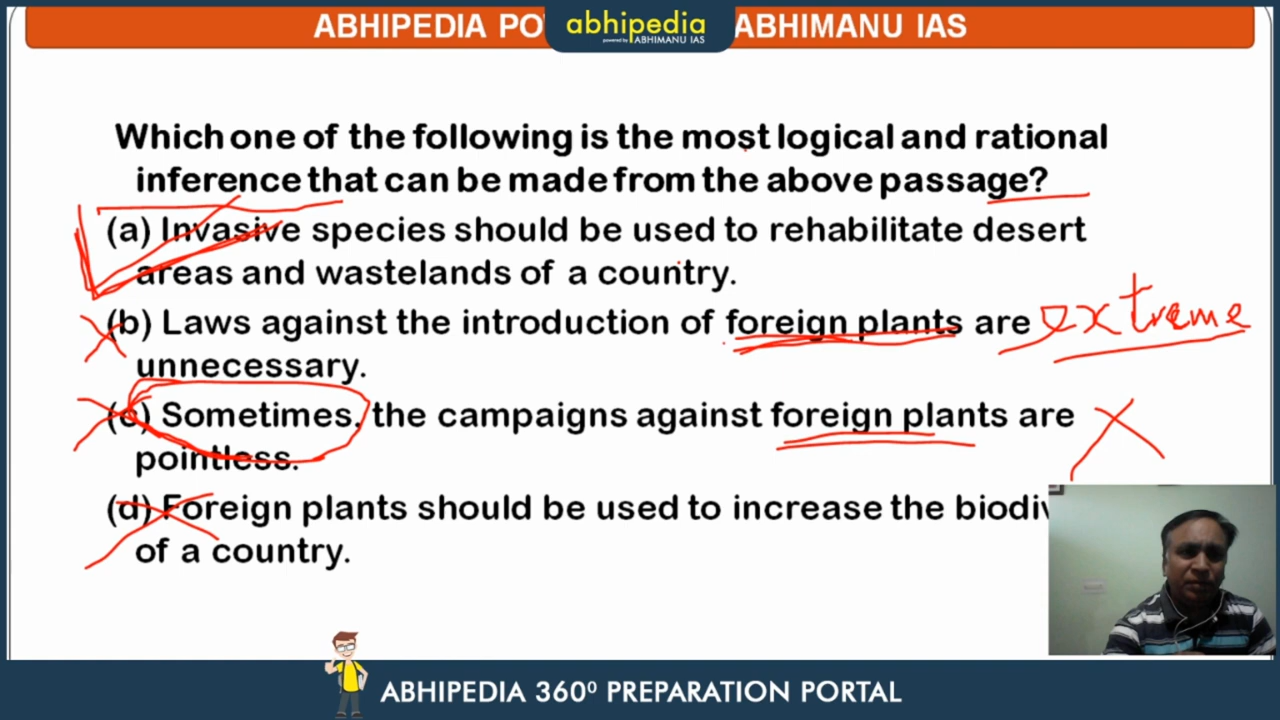 ABHIPEDIA PO
abhipedia
powered by ABHIMANU IAS
ABHIMANU IAS
Which one of the following is the most logical and rational
inference that can be made from the above passage?
(a) Invasive species should be used to rehabilitate desert
areas and wastelands of a country.
(b) Laws against the introduction of foreign plants are extreme
unnecessary.
(c) Sometimes, the campaigns against foreign plants are
pointless.
(d) Foreign plants should be used to increase the biodiv
of a country.
ABHIPEDIA 360⁰ PREPARATION PORTAL